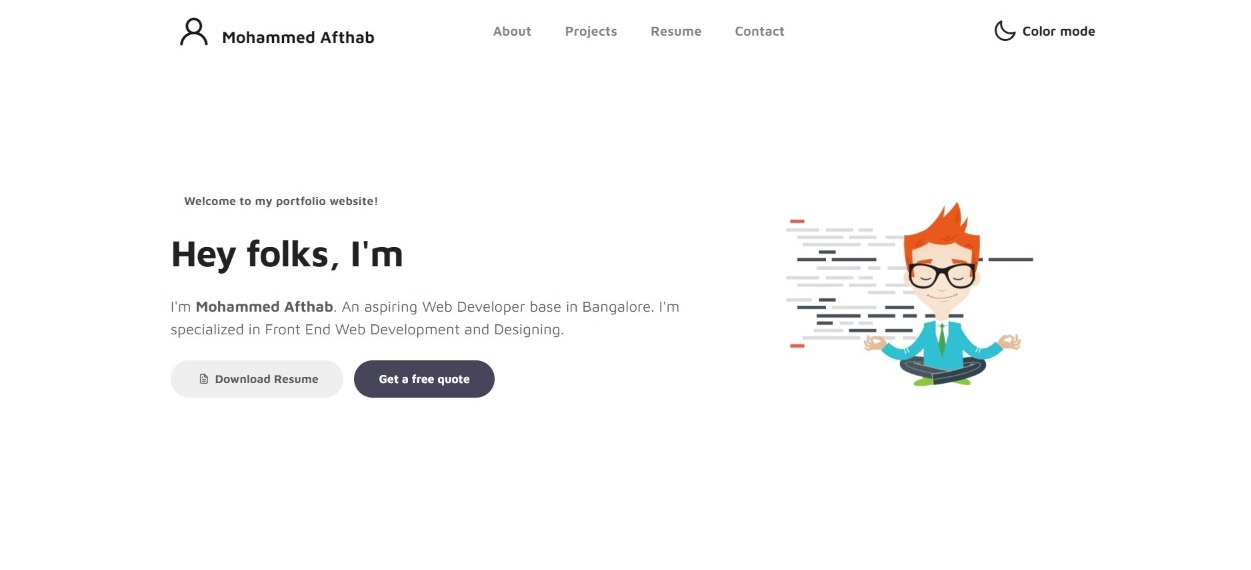 Mohammed Afthab
About
Projects
Resume
Contact
Color mode
Welcome to my portfolio website!
Hey folks, I'm
I'm Mohammed Afthab. An aspiring Web Developer base in Bangalore. I'm
specialized in Front End Web Development and Designing.
Download Resume
Get a free quote